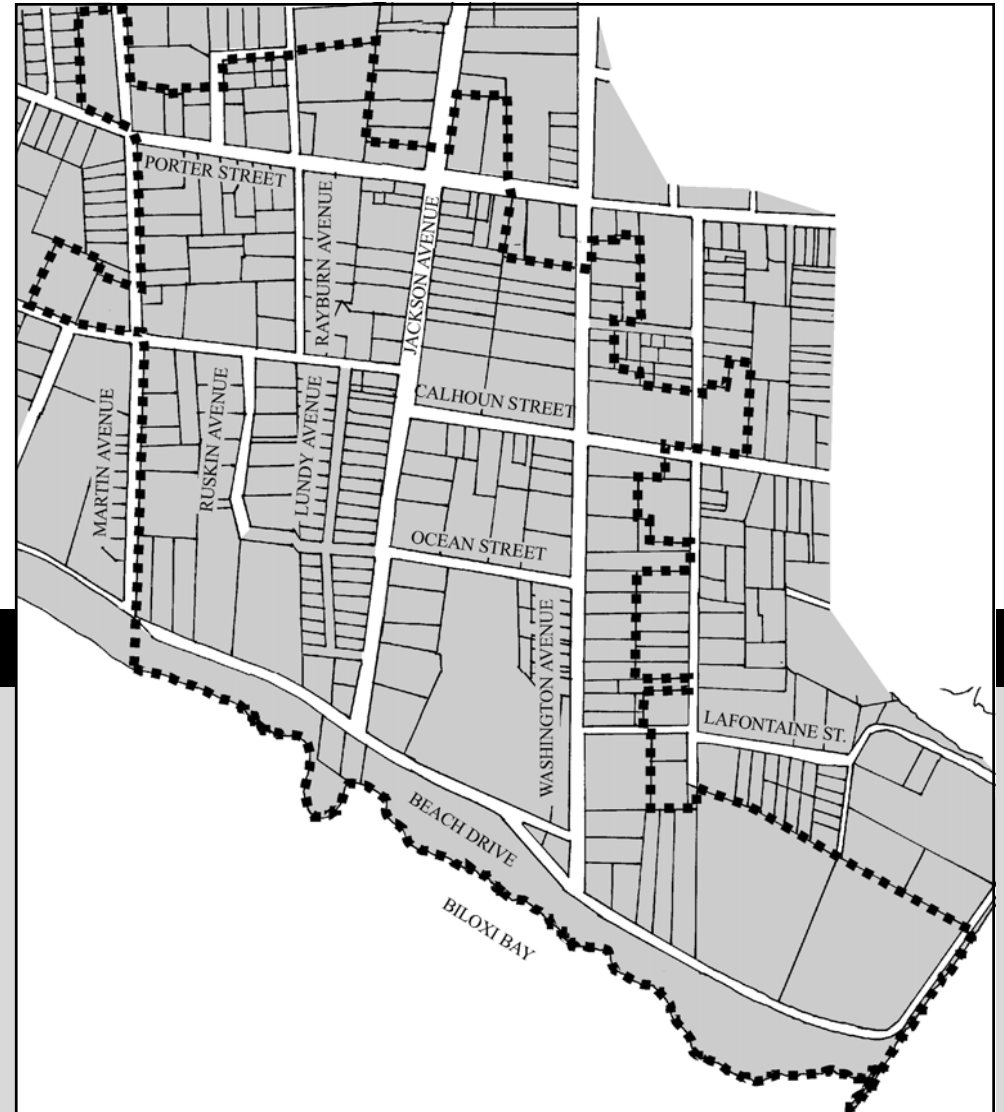 PORTER STREET
RAYBURN AVENUE
JACKSON AVENUE
CALHOUN STREET
MARTIN AVENUE
RUSKIN AVENUE
LUNDY AVENUE
OCEAN STREET
WASHINGTON AVENUE
LAFONTAINE ST.
BEACH DRIVE
BILOXI BAY